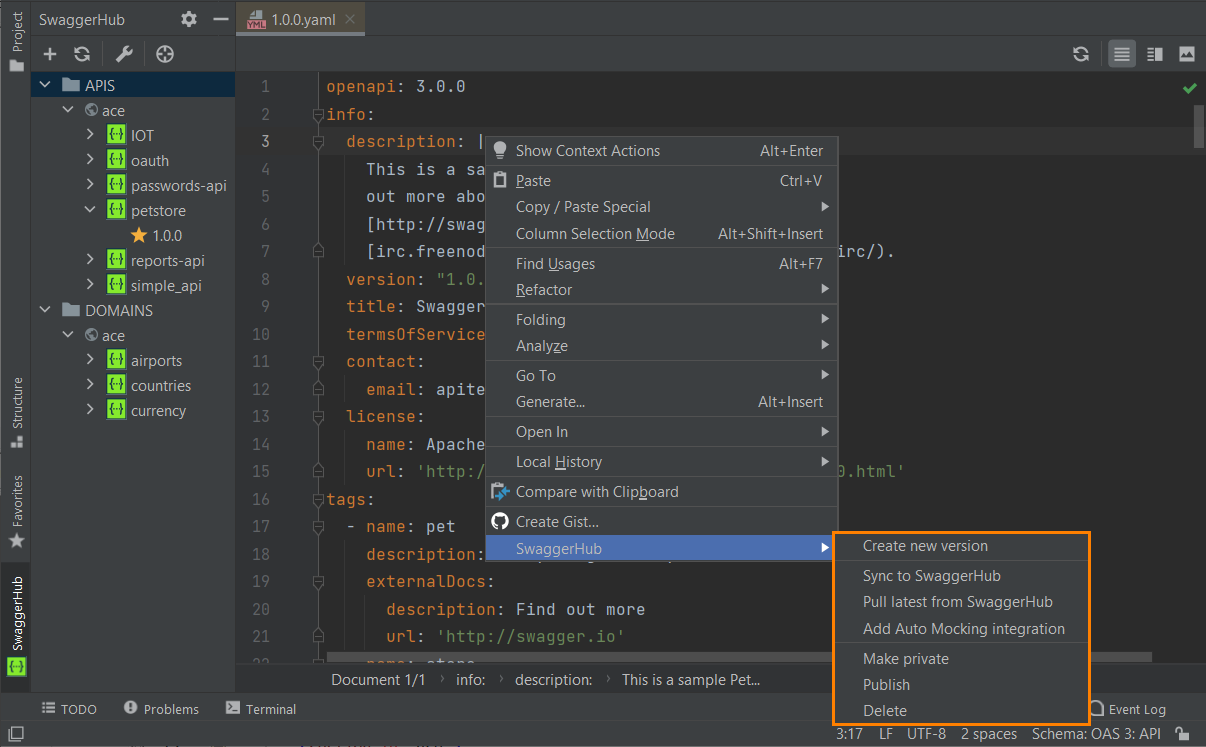 Project
Structure
Favorites
SwaggerHub
SwaggerHub
APIS
ace
IOT
oauth
passwords-api
petstore
1.0.0
reports-api
simple_api
DOMAINS
ace
airports
countries
currency
YML 1.0.0.yaml
1 openapi: 3.0.0
2 info:
3 description: |
4 This is a sa
5 out more abo
6 [http://swag
7 [irc.freenod irc/).
8 version: "1.0.
9 title: Swagger
10 termsOfService
11 contact:
12 email: apite
13 license:
14 name: Apache
15 url: 'http:/ 0.html'
16 tags:
17 - name: pet
18 description:
19 externalDocs:
20 description: Find out more
21 url: 'http://swagger.io'
22 name: store
Show Context Actions Alt+Enter
Paste Ctrl+V
Copy / Paste Special
Column Selection Mode Alt+Shift+Insert
Find Usages Alt+F7
Refactor
Folding
Analyze
Go To
Generate... Alt+Insert
Open In
Local History
Compare with Clipboard
Create Gist...
SwaggerHub
Create new version
Sync to SwaggerHub
Pull latest from SwaggerHub
Add Auto Mocking integration
Make private
Publish
Delete
Document 1/1 › info: › description: › This is a sample Pet...
TODO Problems Terminal Event Log
3:17 LF UTF-8 2 spaces Schema: OAS 3: API